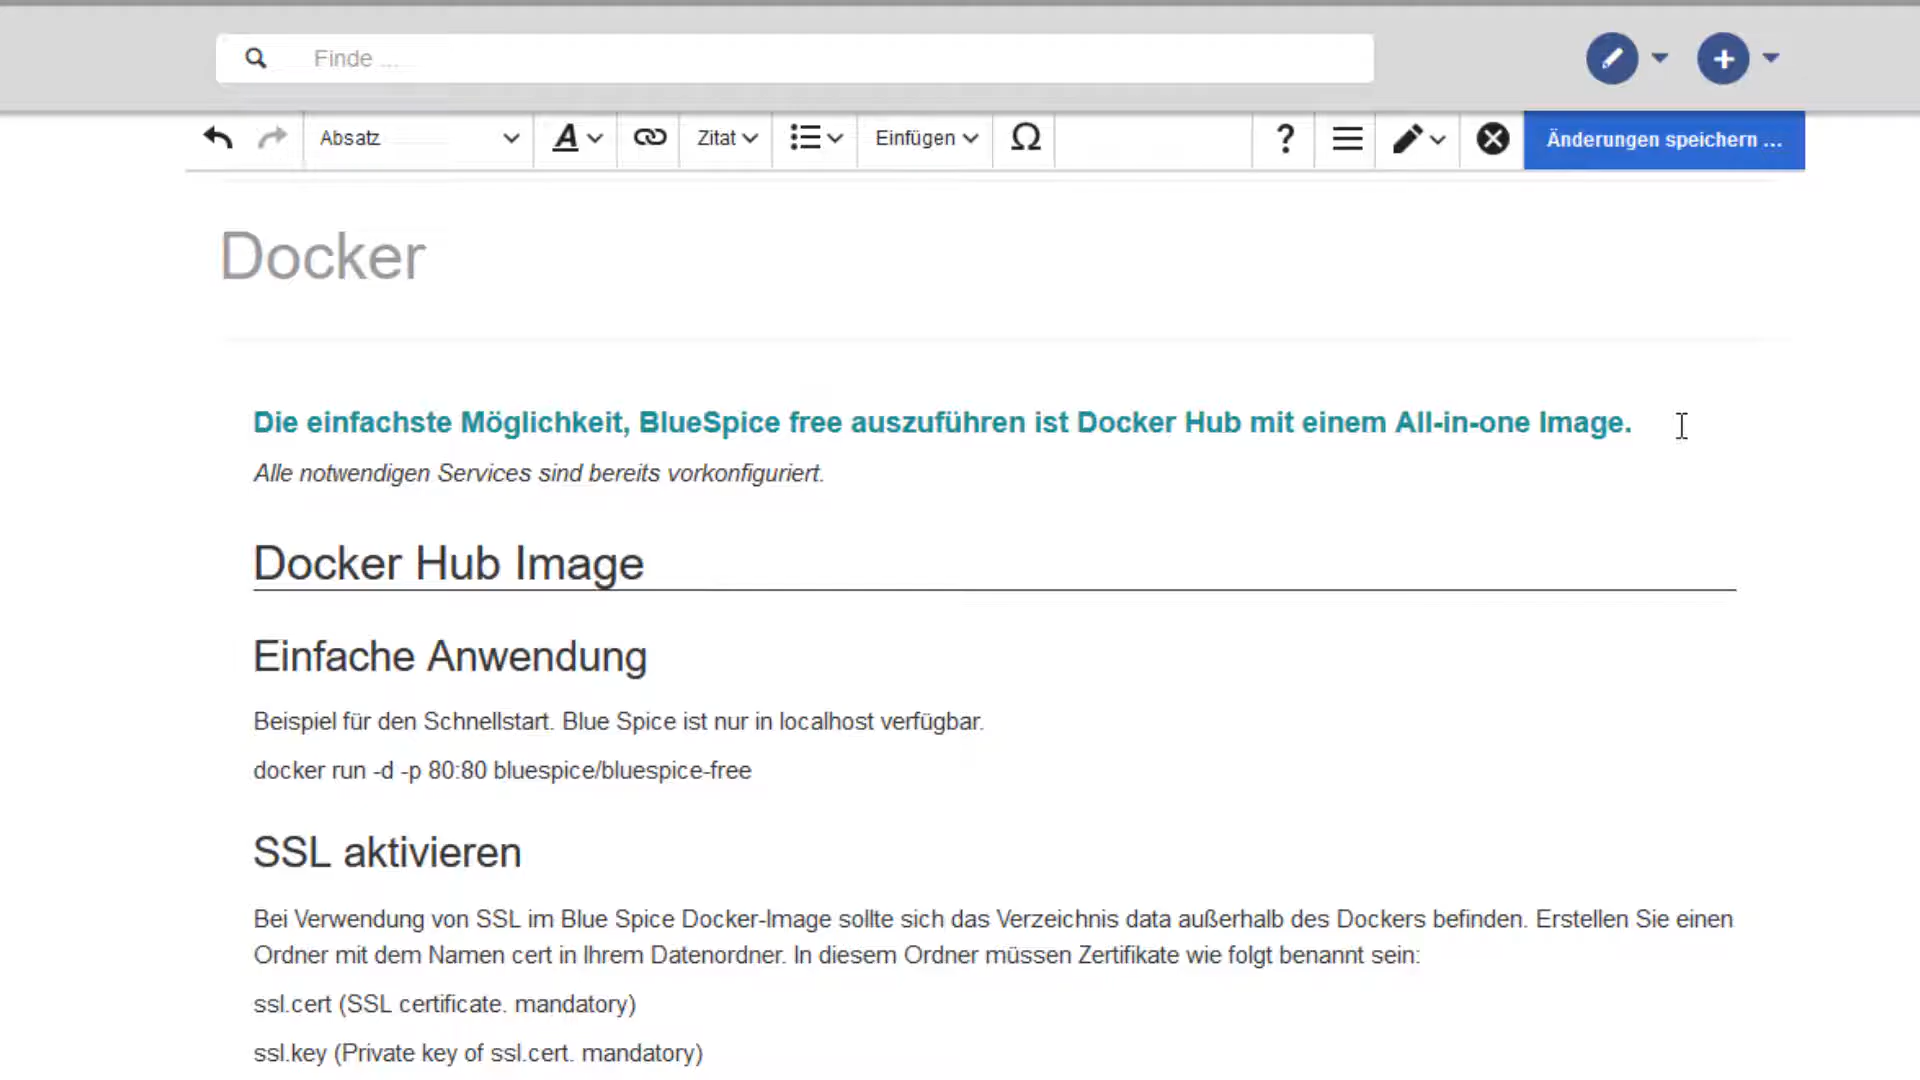 Finde ...
Absatz Zitat Einfügen Ω ? Änderungen speichern ...
Docker
Die einfachste Möglichkeit, BlueSpice free auszuführen ist Docker Hub mit einem All-in-one Image.
Alle notwendigen Services sind bereits vorkonfiguriert.
Docker Hub Image
Einfache Anwendung
Beispiel für den Schnellstart. Blue Spice ist nur in localhost verfügbar.
docker run -d -p 80:80 bluespice/bluespice-free
SSL aktivieren
Bei Verwendung von SSL im Blue Spice Docker-Image sollte sich das Verzeichnis data außerhalb des Dockers befinden. Erstellen Sie einen
Ordner mit dem Namen cert in Ihrem Datenordner. In diesem Ordner müssen Zertifikate wie folgt benannt sein:
ssl.cert (SSL certificate. mandatory)
ssl.key (Private key of ssl.cert. mandatory)